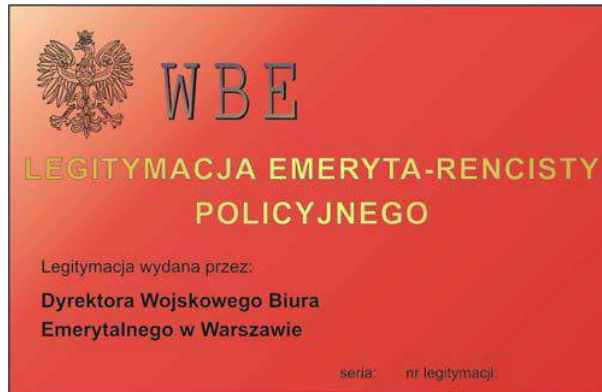 WBE
LEGITYMACJA EMERYTA-RENCISTY
POLICYJNEGO
Legitymacja wydana przez:
Dyrektora Wojskowego Biura
Emerytalnego w Warszawie
seria: nr legitymacji: